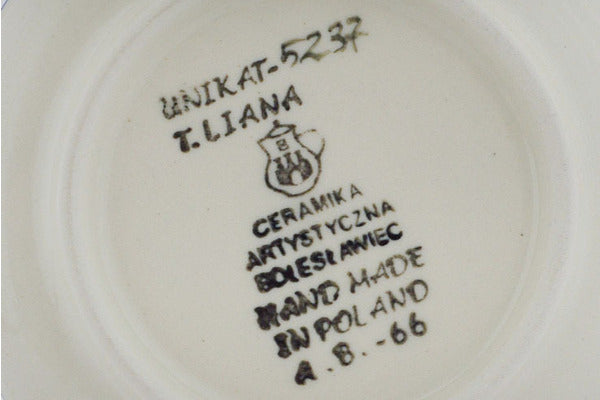 UNIKAT-5237
T. LIANA
B
CERAMIKA
ARTYSTYCZNA
BOLESŁAWIEC
HAND MADE
IN POLAND
A.B.-66